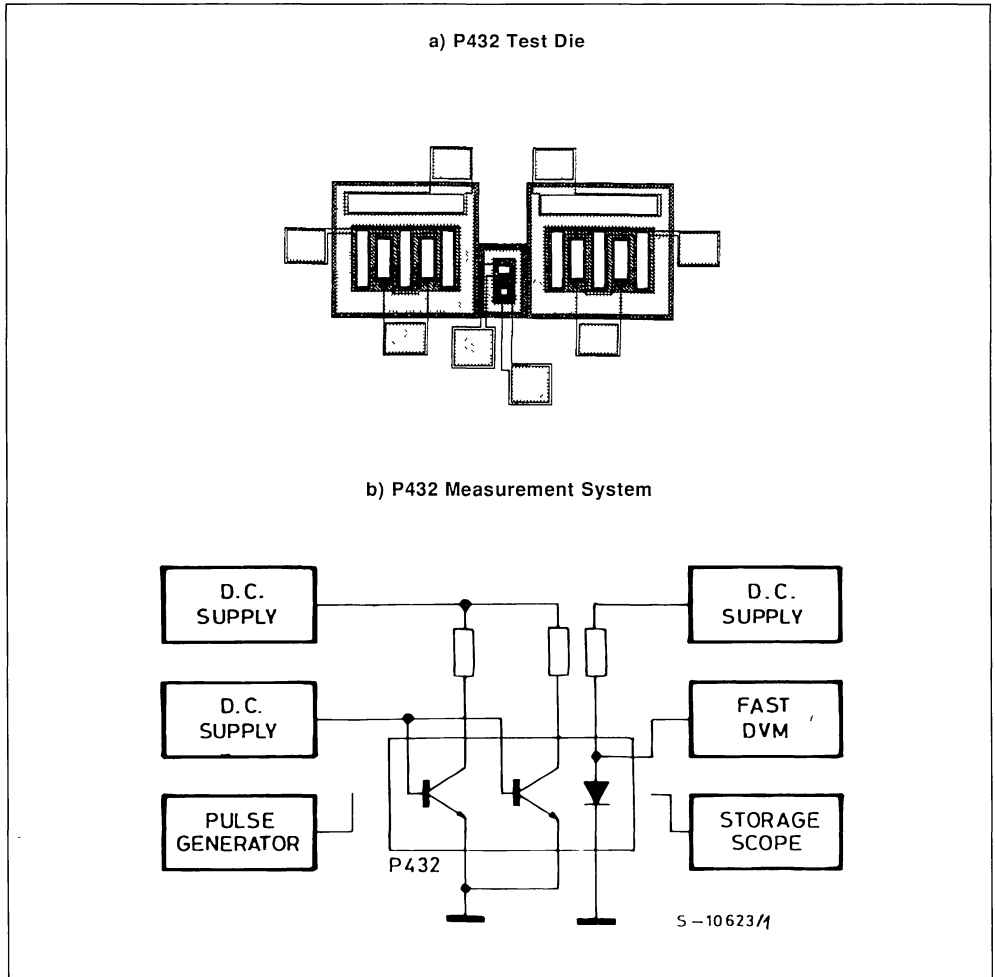 a) P432 Test Die
b) P432 Measurement System
D.C.
SUPPLY
D.C.
SUPPLY
D.C.
SUPPLY
FAST
DVM
PULSE
GENERATOR
STORAGE
SCOPE
P432
S-10623/1